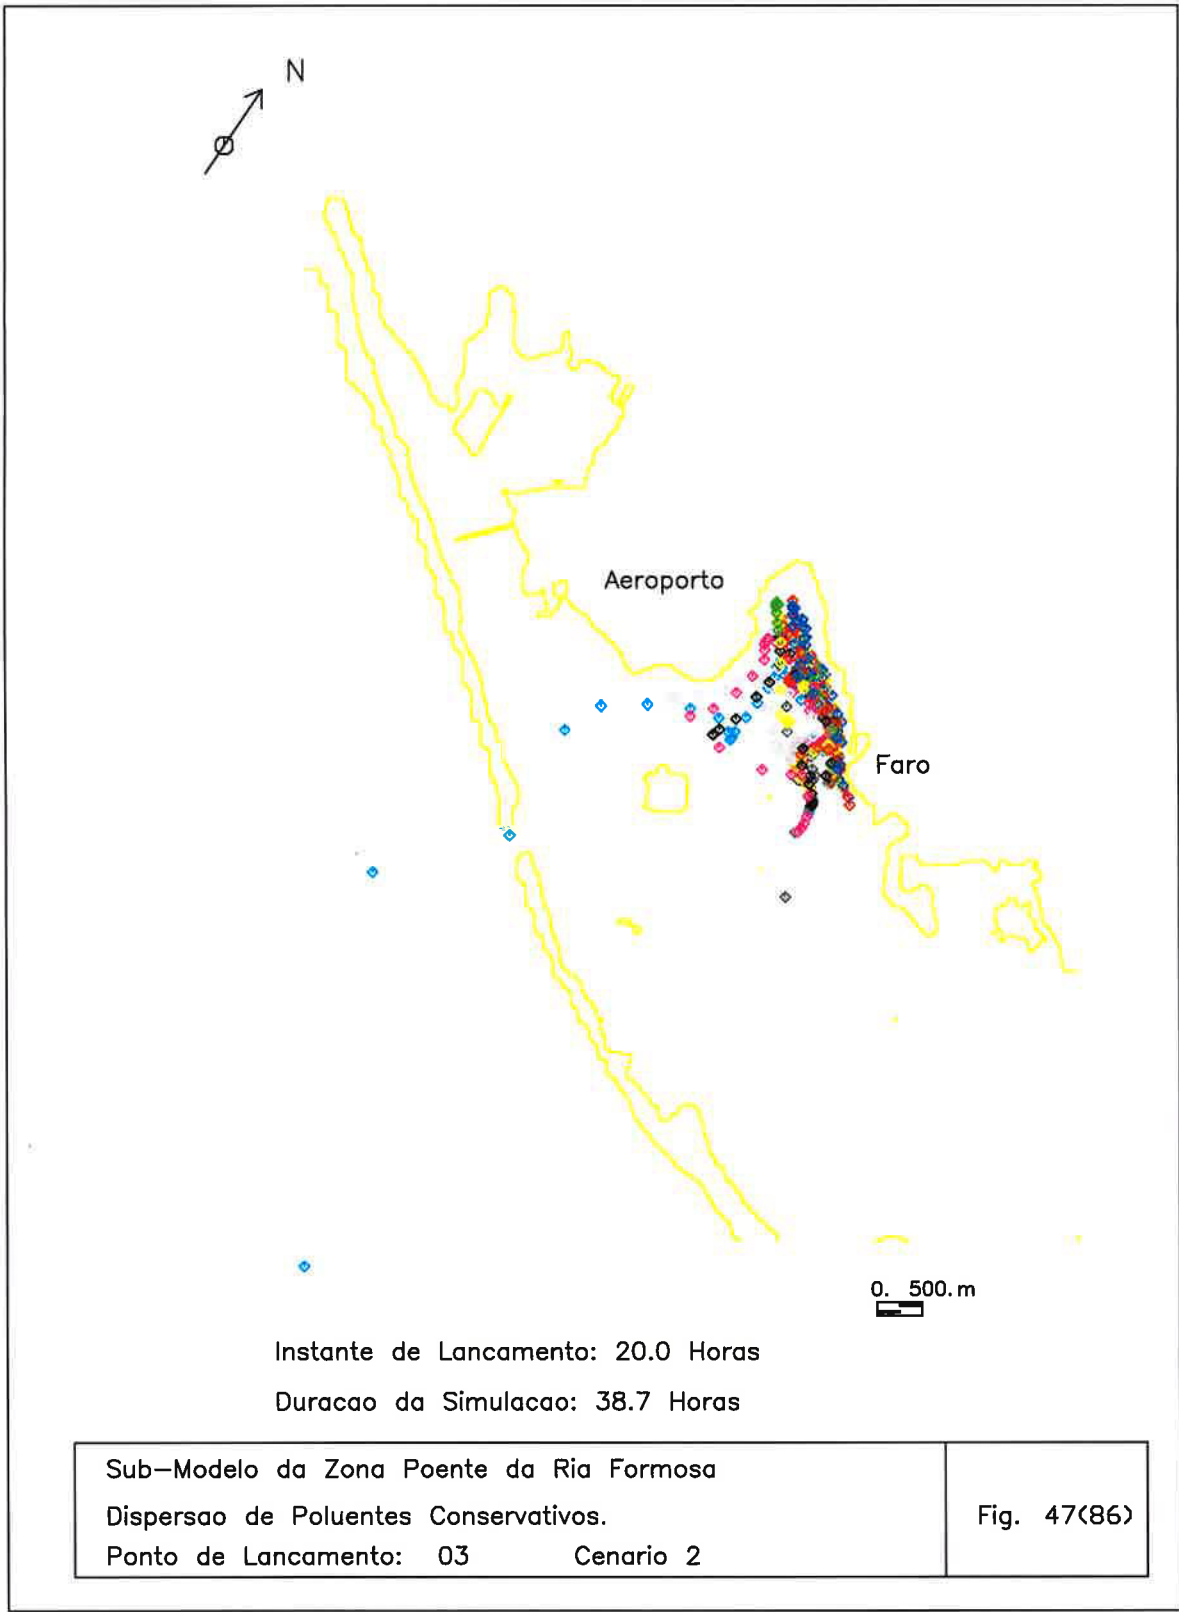 N
Aeroporto
Faro
0. 500.m
Instante de Lancamento: 20.0 Horas
Duracao da Simulacao: 38.7 Horas
Sub-Modelo da Zona Poente da Ria Formosa
Dispersao de Poluentes Conservativos.
Ponto de Lancamento: 03 Cenario 2
Fig. 47(86)